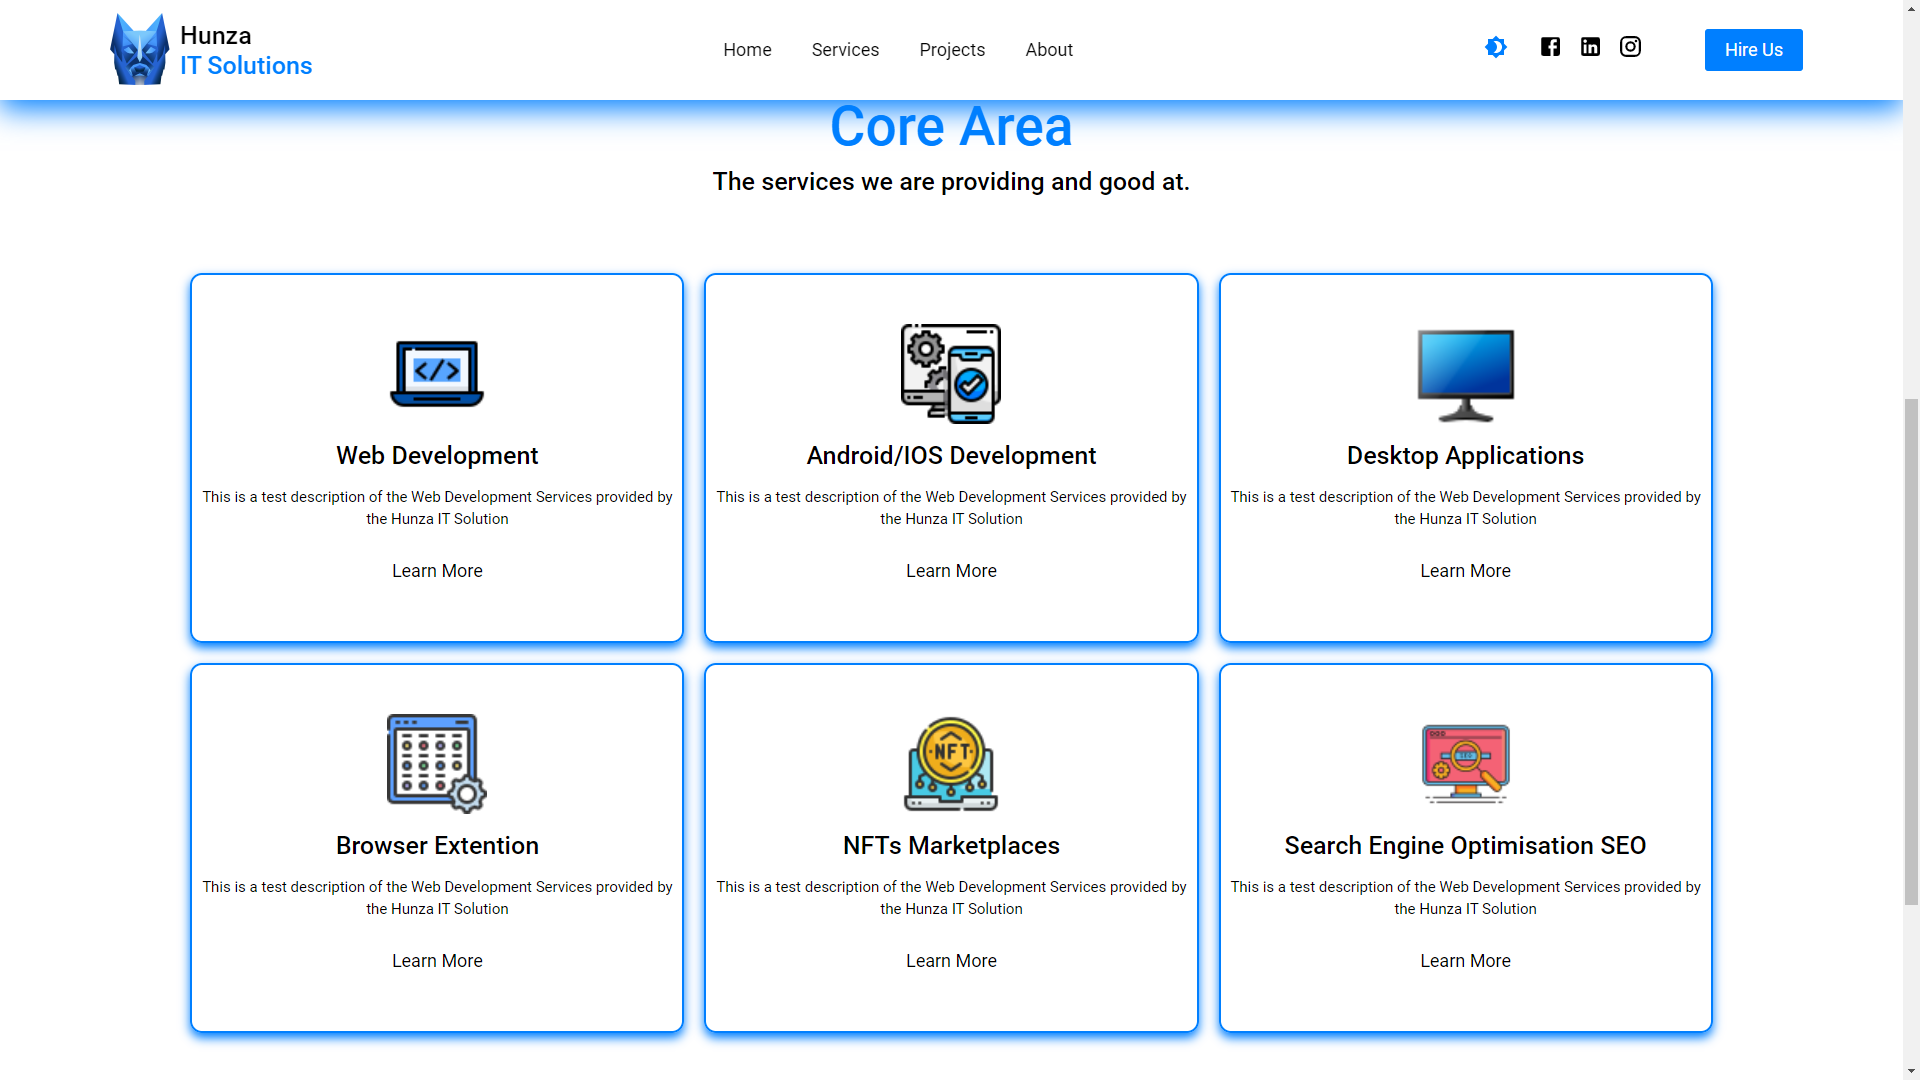 Hunza
IT Solutions
Home
Services
Projects
About
Hire Us
Core Area
The services we are providing and good at.
Web Development
This is a test description of the Web Development Services provided by
the Hunza IT Solution
Learn More
Android/IOS Development
This is a test description of the Web Development Services provided by
the Hunza IT Solution
Learn More
Desktop Applications
This is a test description of the Web Development Services provided by
the Hunza IT Solution
Learn More
Browser Extention
This is a test description of the Web Development Services provided by
the Hunza IT Solution
Learn More
NFT
NFTs Marketplaces
This is a test description of the Web Development Services provided by
the Hunza IT Solution
Learn More
SEO
Search Engine Optimisation SEO
This is a test description of the Web Development Services provided by
the Hunza IT Solution
Learn More